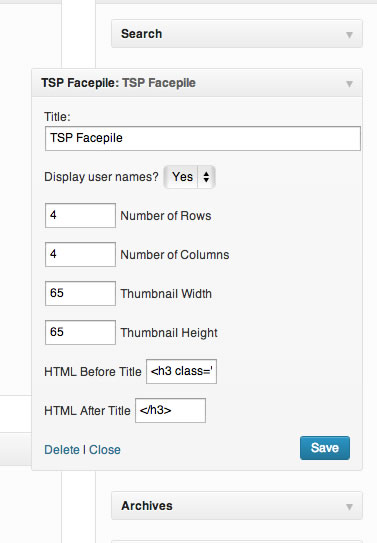 Search
TSP Facepile: TSP Facepile
Title:
TSP Facepile
Display user names? Yes
4 Number of Rows
4 Number of Columns
65 Thumbnail Width
65 Thumbnail Height
HTML Before Title <h3 class='
HTML After Title </h3>
Delete | Close Save
Archives